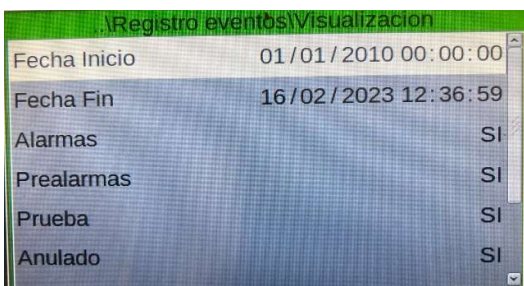 ..\Registro eventos\Visualizacion
Fecha Inicio 01/01/2010 00:00:00
Fecha Fin 16/02/2023 12:36:59
Alarmas SI
Prealarmas SI
Prueba SI
Anulado SI